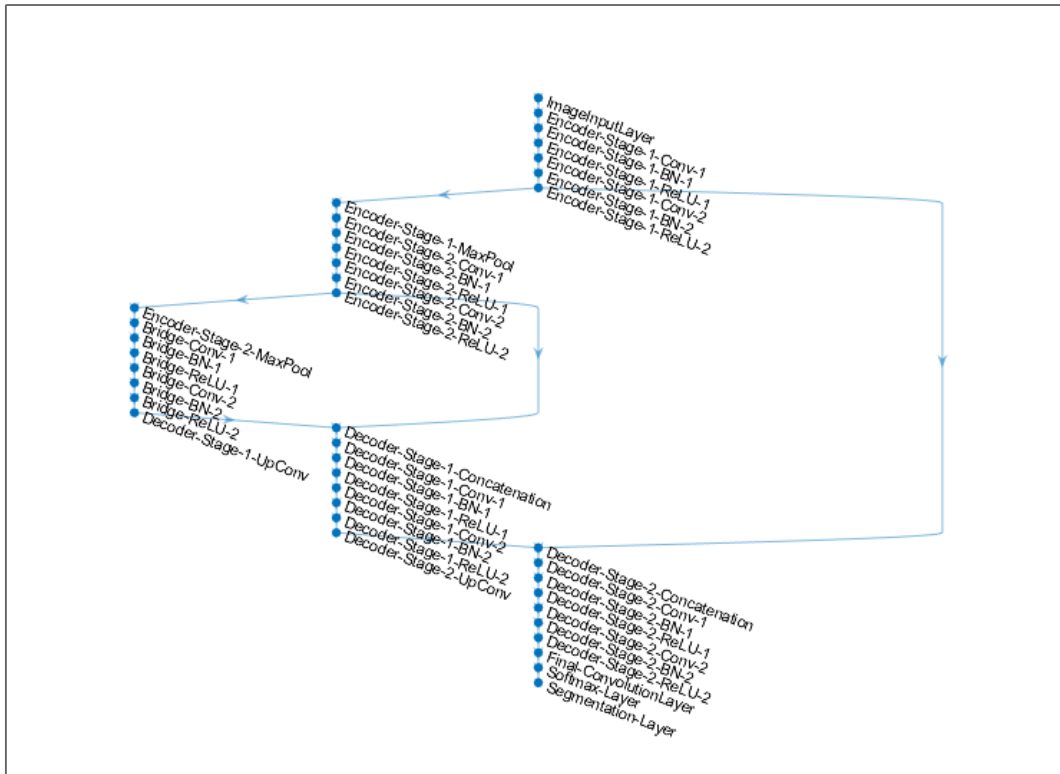 ImageInputLayer
Encoder-Stage-1-Conv-1
Encoder-Stage-1-BN-1
Encoder-Stage-1-ReLU-1
Encoder-Stage-1-Conv-2
Encoder-Stage-1-BN-2
Encoder-Stage-1-ReLU-2
Encoder-Stage-1-MaxPool
Encoder-Stage-2-Conv-1
Encoder-Stage-2-BN-1
Encoder-Stage-2-ReLU-1
Encoder-Stage-2-Conv-2
Encoder-Stage-2-BN-2
Encoder-Stage-2-ReLU-2
Encoder-Stage-2-MaxPool
Bridge-Conv-1
Bridge-BN-1
Bridge-ReLU-1
Bridge-Conv-2
Bridge-BN-2
Bridge-ReLU-2
Decoder-Stage-1-UpConv
Decoder-Stage-1-Concatenation
Decoder-Stage-1-Conv-1
Decoder-Stage-1-BN-1
Decoder-Stage-1-ReLU-1
Decoder-Stage-1-Conv-2
Decoder-Stage-1-BN-2
Decoder-Stage-1-ReLU-2
Decoder-Stage-2-UpConv
Decoder-Stage-2-Concatenation
Decoder-Stage-2-Conv-1
Decoder-Stage-2-BN-1
Decoder-Stage-2-ReLU-1
Decoder-Stage-2-Conv-2
Decoder-Stage-2-BN-2
Decoder-Stage-2-ReLU-2
Final-ConvolutionLayer
Softmax-Layer
Segmentation-Layer